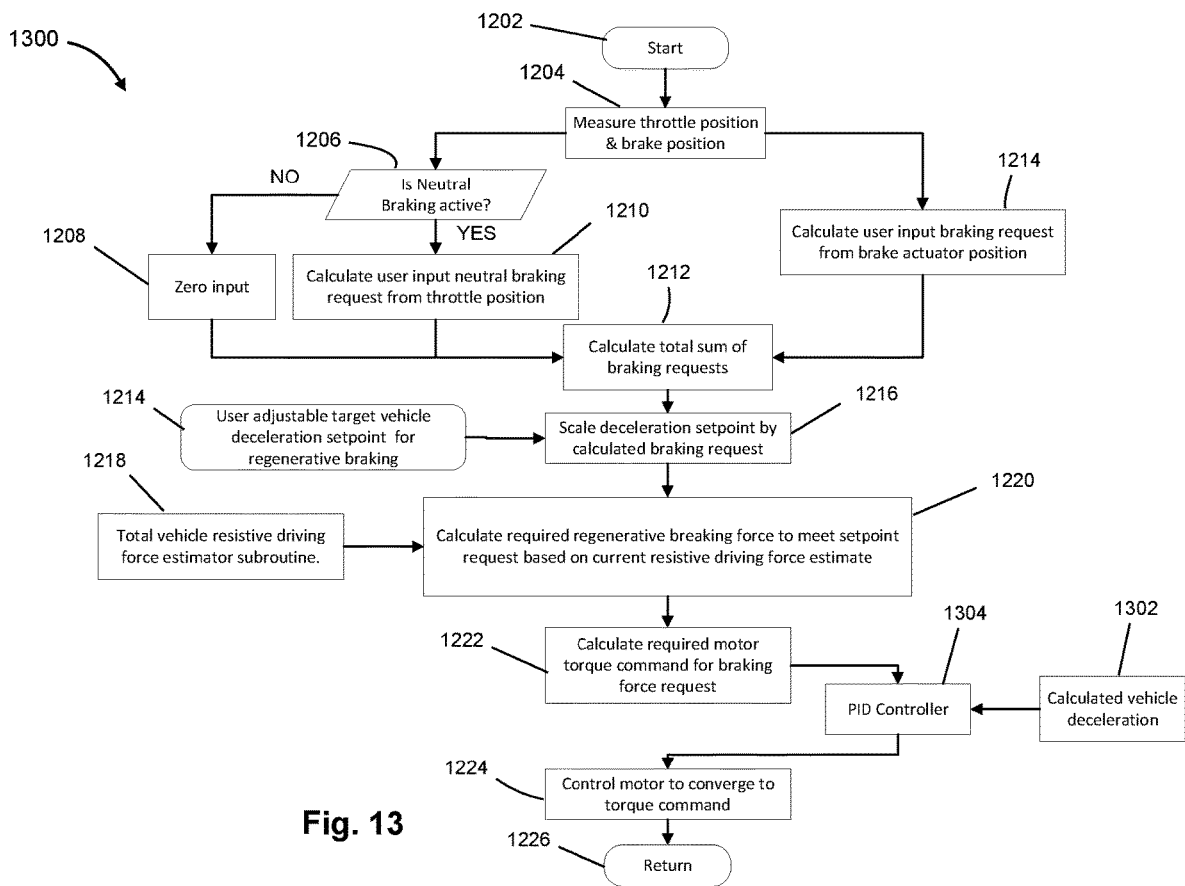 1300
1202
Start
1204
Measure throttle position
& brake position
1206
NO
Is Neutral
Braking active?
YES
1214
Calculate user input braking request
from brake actuator position
1208
Zero input
1210
Calculate user input neutral braking
request from throttle position
1212
Calculate total sum of
braking requests
1214
User adjustable target vehicle
deceleration setpoint for
regenerative braking
1216
Scale deceleration setpoint by
calculated braking request
1218
Total vehicle resistive driving
force estimator subroutine.
1220
Calculate required regenerative breaking force to meet setpoint
request based on current resistive driving force estimate
1222
Calculate required motor
torque command for braking
force request
1304
PID Controller
1302
Calculated vehicle
deceleration
1224
Control motor to converge to
torque command
Fig. 13
1226
Return